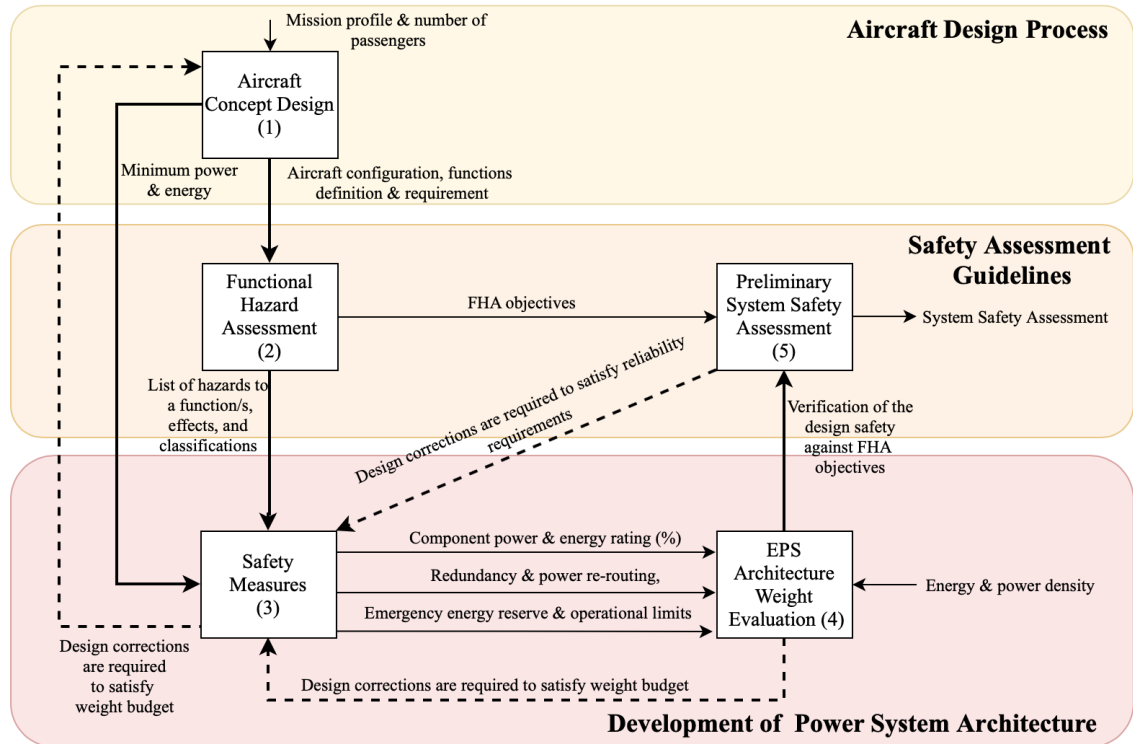 Mission profile & number of
passengers
Aircraft Design Process
Aircraft
Concept Design
(1)
Minimum power
& energy
Aircraft configuration, functions
definition & requirement
Safety Assessment
Guidelines
Functional
Hazard
Assessment
(2)
FHA objectives
Preliminary
System Safety
Assessment
(5)
System Safety Assessment
Design corrections are required to satisfy reliability
requirements
List of hazards to
a function/s,
effects, and
classifications
Verification of the
design safety
against FHA
objectives
Safety
Measures
(3)
Component power & energy rating (%)
Redundancy & power re-routing,
Emergency energy reserve & operational limits
EPS
Architecture
Weight
Evaluation (4)
Energy & power density
Design corrections
are required
to satisfy
weight budget
Design corrections are required to satisfy weight budget
Development of Power System Architecture